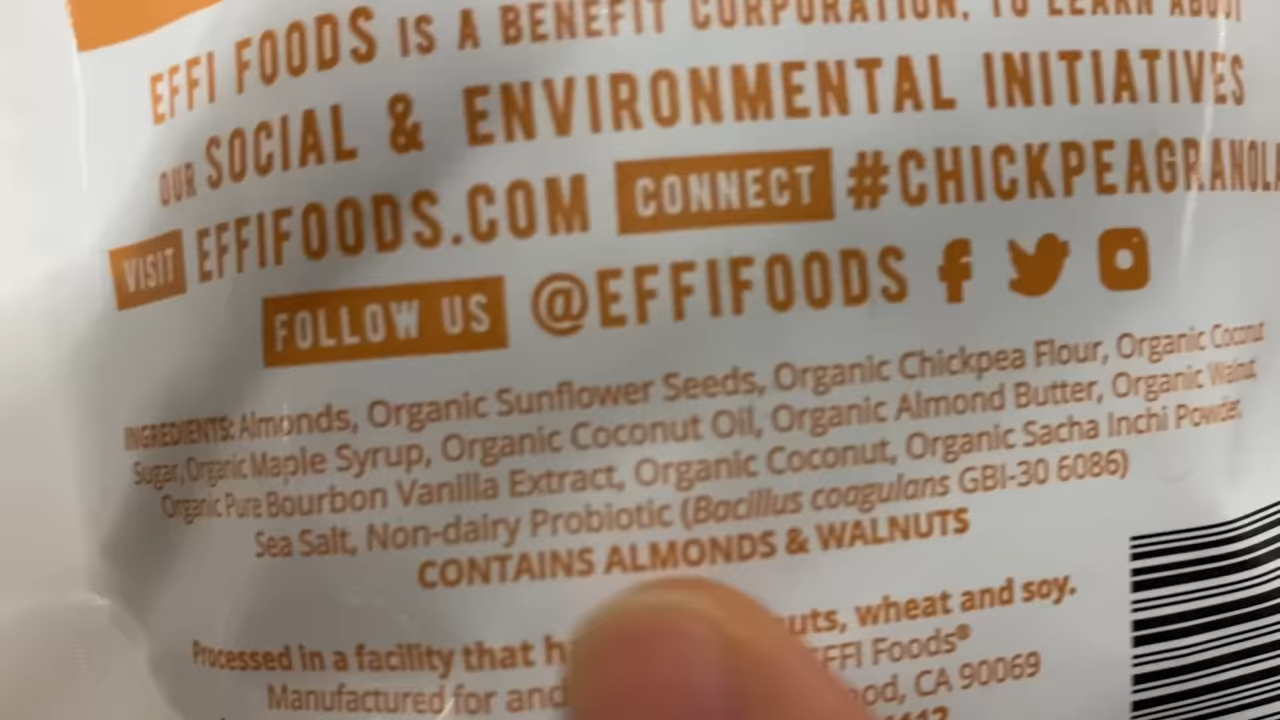 EFFI FOODS IS A BENEFIT CORPORATION. TO LEARN ABOUT
OUR SOCIAL & ENVIRONMENTAL INITIATIVES
VISIT EFFIFOODS.COM CONNECT #CHICKPEAGRANOLA
FOLLOW US @EFFIFOODS
INGREDIENTS: Almonds, Organic Sunflower Seeds, Organic Chickpea Flour, Organic Coconut
Sugar, Organic Maple Syrup, Organic Coconut Oil, Organic Almond Butter, Organic Walnut,
Organic Pure Bourbon Vanilla Extract, Organic Coconut, Organic Sacha Inchi Powder,
Sea Salt, Non-dairy Probiotic (Bacillus coagulans GBI-30 6086)
CONTAINS ALMONDS & WALNUTS
Processed in a facility that wheat and soy.
Manufactured for and EFFI Foods®
CA 90069